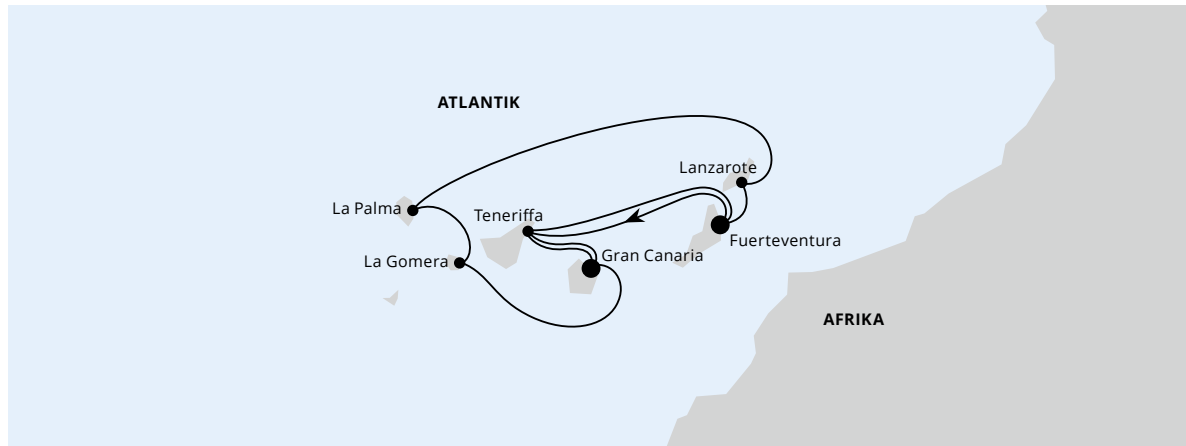 ATLANTIK
Lanzarote
La Palma
Teneriffa
Fuerteventura
Gran Canaria
La Gomera
AFRIKA